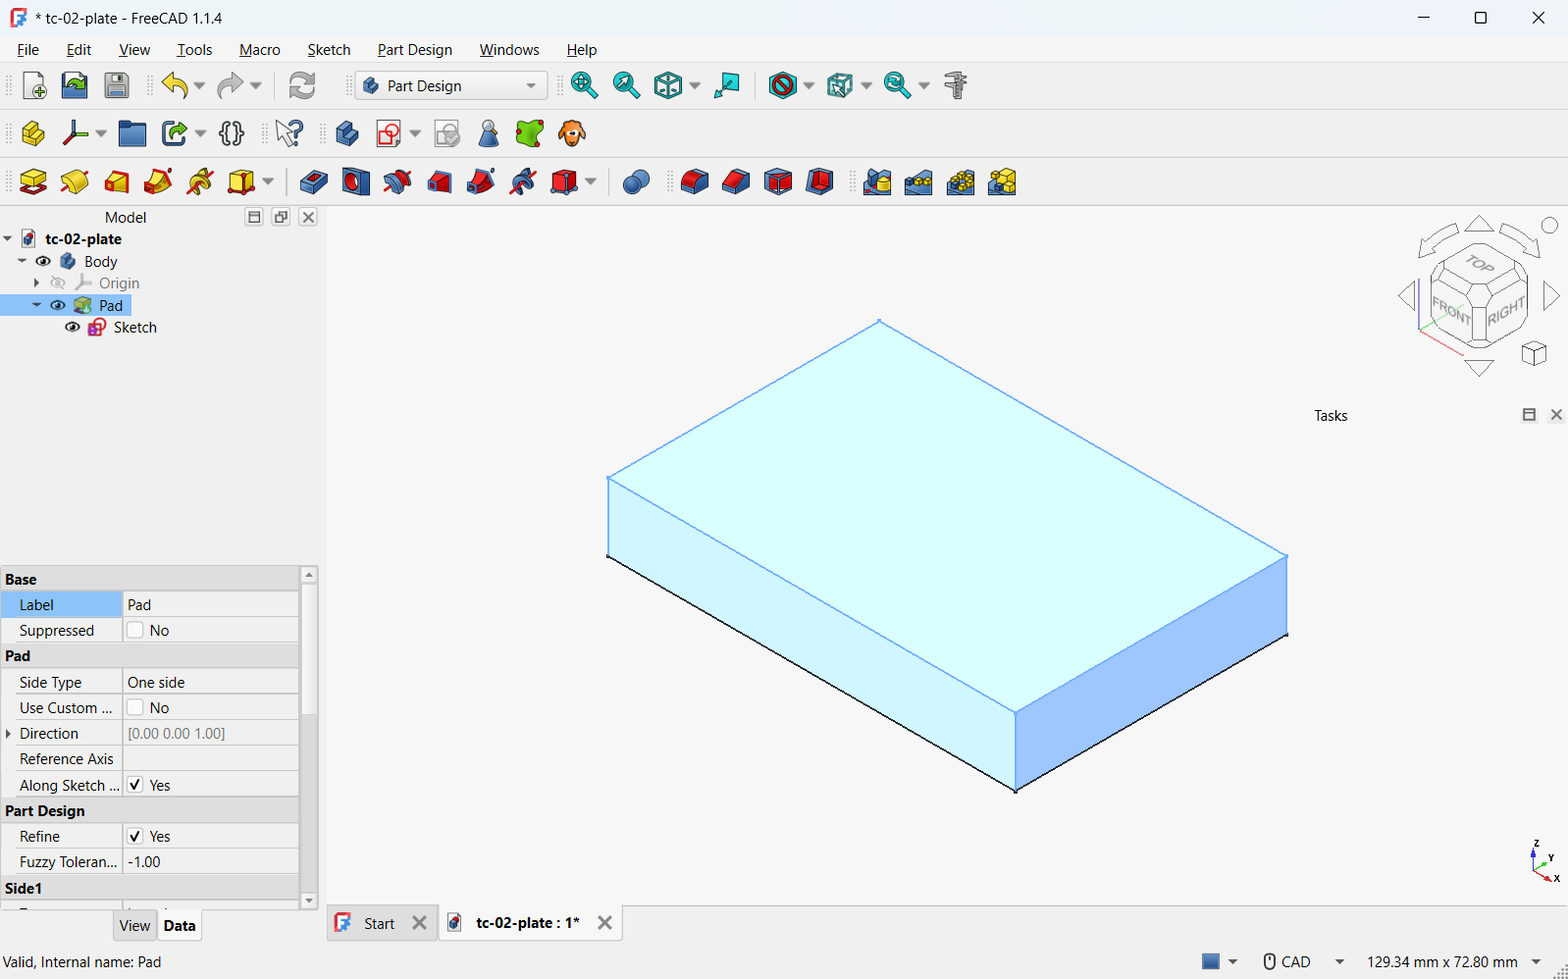 * tc-02-plate - FreeCAD 1.1.4
File Edit View Tools Macro Sketch Part Design Windows Help
Part Design
Model
tc-02-plate
Body
Origin
Pad
Sketch
TOP
FRONT RIGHT
Tasks
Base
Label Pad
Suppressed No
Pad
Side Type One side
Use Custom ... No
Direction [0.00 0.00 1.00]
Reference Axis
Along Sketch ... Yes
Part Design
Refine Yes
Fuzzy Toleran... -1.00
Side1
Z
Y
X
View Data
Start tc-02-plate : 1*
Valid, Internal name: Pad
CAD 129.34 mm x 72.80 mm